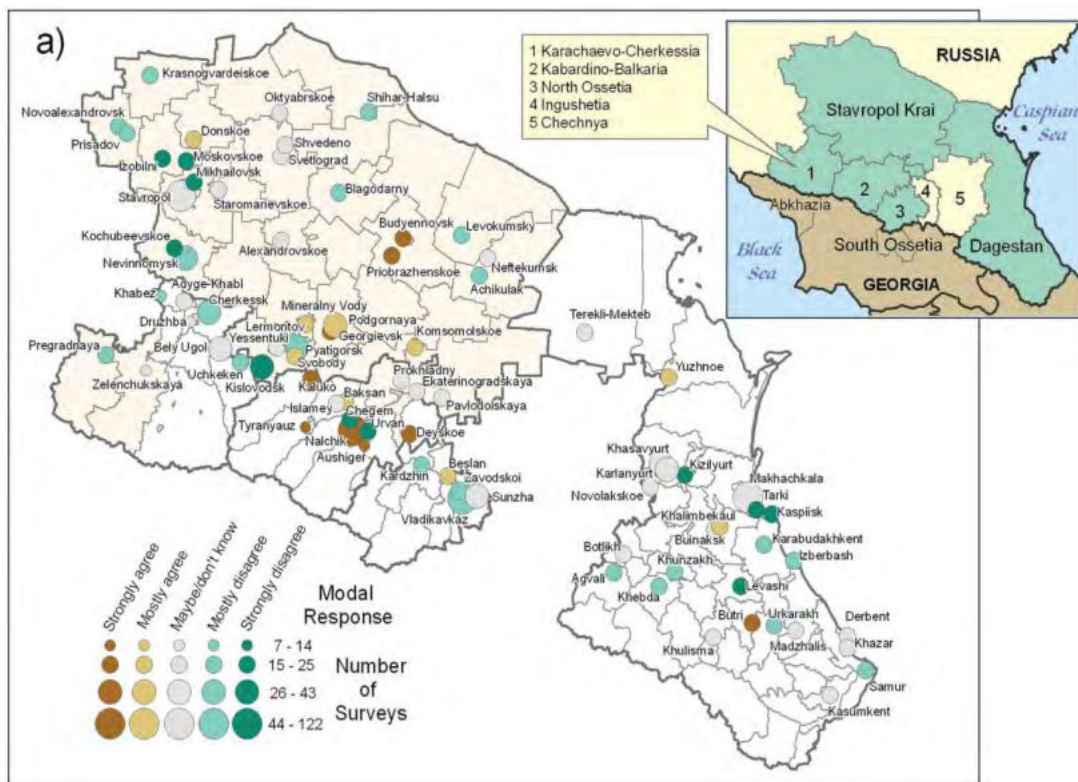 a)
Krasnogvardeiskoe
Novoalexandrovsk
Oktyabrskoe
Shihar-Halsu
Prisadov
Donskoe
Shvedeno
Izobilni
Moskovskoe
Svetlograd
Mikhailovsk
Stavropol
Blagodarny
Staromarievskoe
Budyennovsk
Levokumsky
Kochubeevskoe
Alexandrovskoe
Nevinnomysk
Priobrazhenskoe
Neftekumsk
Achikulak
Khabez
Adyge-Khabl
Cherkessk
Mineralny Vody
Druzhba
Lermontov
Podgornaya
Komsomolskoe
Terekli-Mekteb
Yessentuki
Georgievsk
Pregradnaya
Bely Ugol
Pyatigorsk
Svobody
Yuzhnoe
Zelenchukskaya
Uchkeken
Prokhladny
Kislovodsk
Kaluko
Ekaterinogradskaya
Baksan
Islamey
Chegem
Pavlodolskaya
Tyranyauz
Urvan
Deyskoe
Nalchik
Aushiger
Khasavyurt
Kizilyurt
Kardzhin
Beslan
Zavodskoi
Karlanyurt
Makhachkala
Sunzha
Novolakskoe
Tarki
Kaspiisk
Vladikavkaz
Khalimbekaul
Buinaksk
Karabudakhkent
Botlikh
Khunzakh
Izberbash
Agvali
Khebda
Levashi
Butri
Urkarakh
Derbent
Khulisma
Madzhalis
Khazar
Samur
Kasumkent
1 Karachaevo-Cherkessia
2 Kabardino-Balkaria
3 North Ossetia
4 Ingushetia
5 Chechnya
RUSSIA
Stavropol Krai
Caspian
Sea
1
2
3
4
5
Abkhazia
South Ossetia
Dagestan
Black
Sea
GEORGIA
Strongly agree
Mostly agree
Maybe/don't know
Mostly disagree
Strongly disagree
Modal
Response
7 - 14
15 - 25
26 - 43
44 - 122
Number
of
Surveys